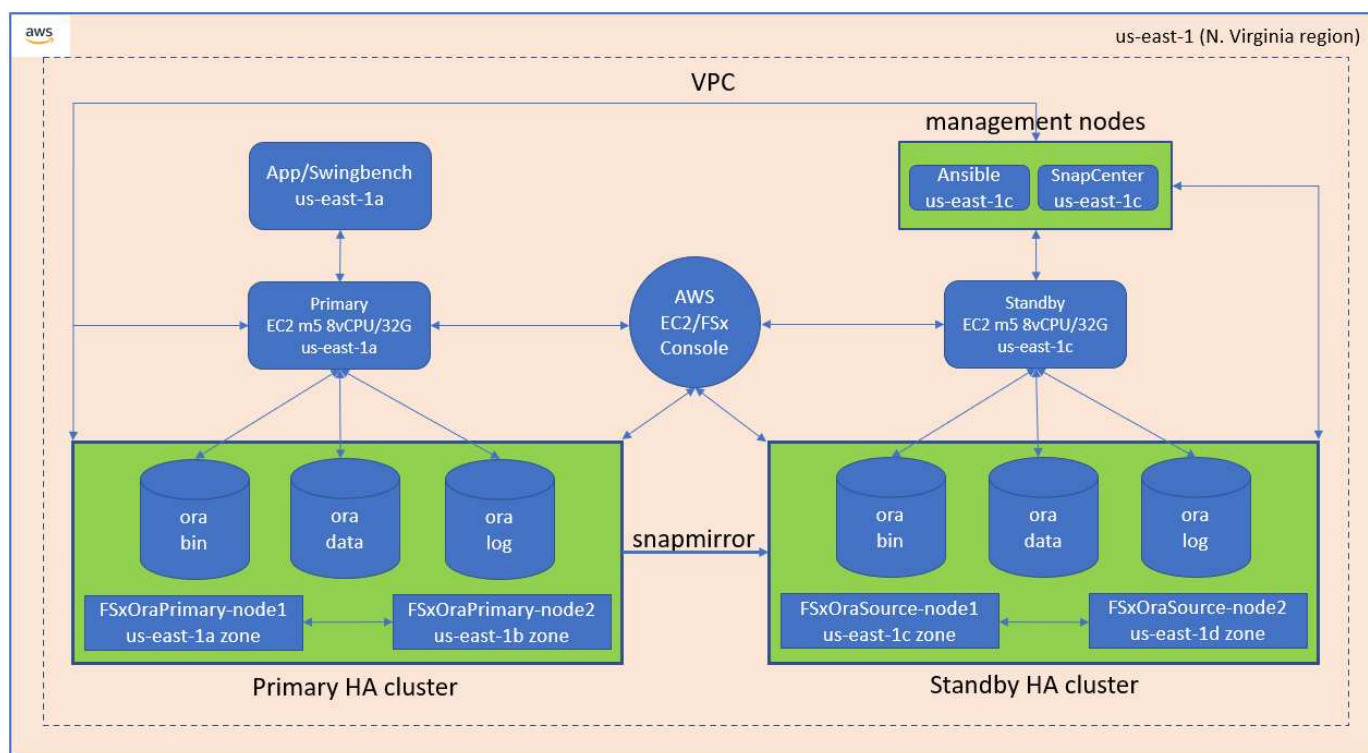 aws
us-east-1 (N. Virginia region)
VPC
management nodes
App/Swingbench
us-east-1a
Ansible
us-east-1c
SnapCenter
us-east-1c
Primary
EC2 m5 8vCPU/32G
us-east-1a
AWS
EC2/FSx
Console
Standby
EC2 m5 8vCPU/32G
us-east-1c
ora
bin
ora
data
ora
log
snapmirror
ora
bin
ora
data
ora
log
FSxOraPrimary-node1
us-east-1a zone
FSxOraPrimary-node2
us-east-1b zone
FSxOraSource-node1
us-east-1c zone
FSxOraSource-node2
us-east-1d zone
Primary HA cluster
Standby HA cluster